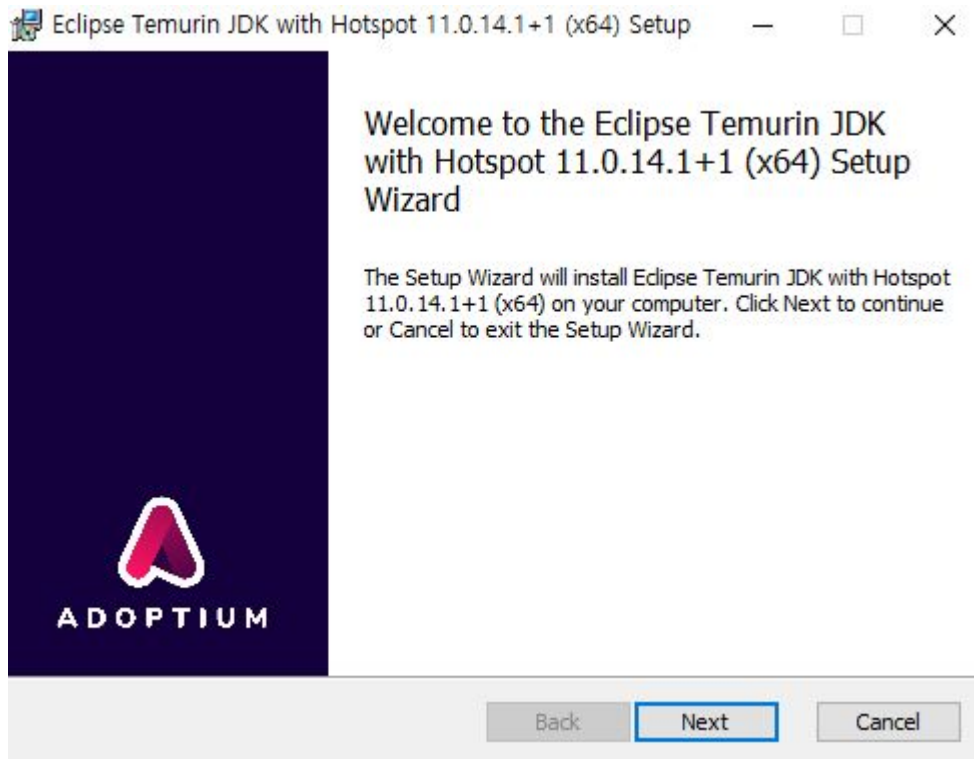 Eclipse Temurin JDK with Hotspot 11.0.14.1+1 (x64) Setup
Welcome to the Eclipse Temurin JDK
with Hotspot 11.0.14.1+1 (x64) Setup
Wizard
The Setup Wizard will install Eclipse Temurin JDK with Hotspot
11.0.14.1+1 (x64) on your computer. Click Next to continue
or Cancel to exit the Setup Wizard.
ADOPTIUM
Back Next Cancel